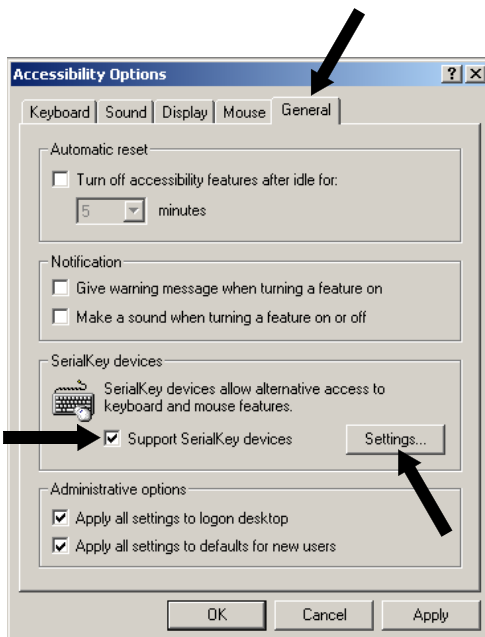 Accessibility Options
Keyboard Sound Display Mouse General
Automatic reset
Turn off accessibility features after idle for:
5 minutes
Notification
Give warning message when turning a feature on
Make a sound when turning a feature on or off
SerialKey devices
SerialKey devices allow alternative access to
keyboard and mouse features.
Support SerialKey devices Settings...
Administrative options
Apply all settings to logon desktop
Apply all settings to defaults for new users
OK Cancel Apply